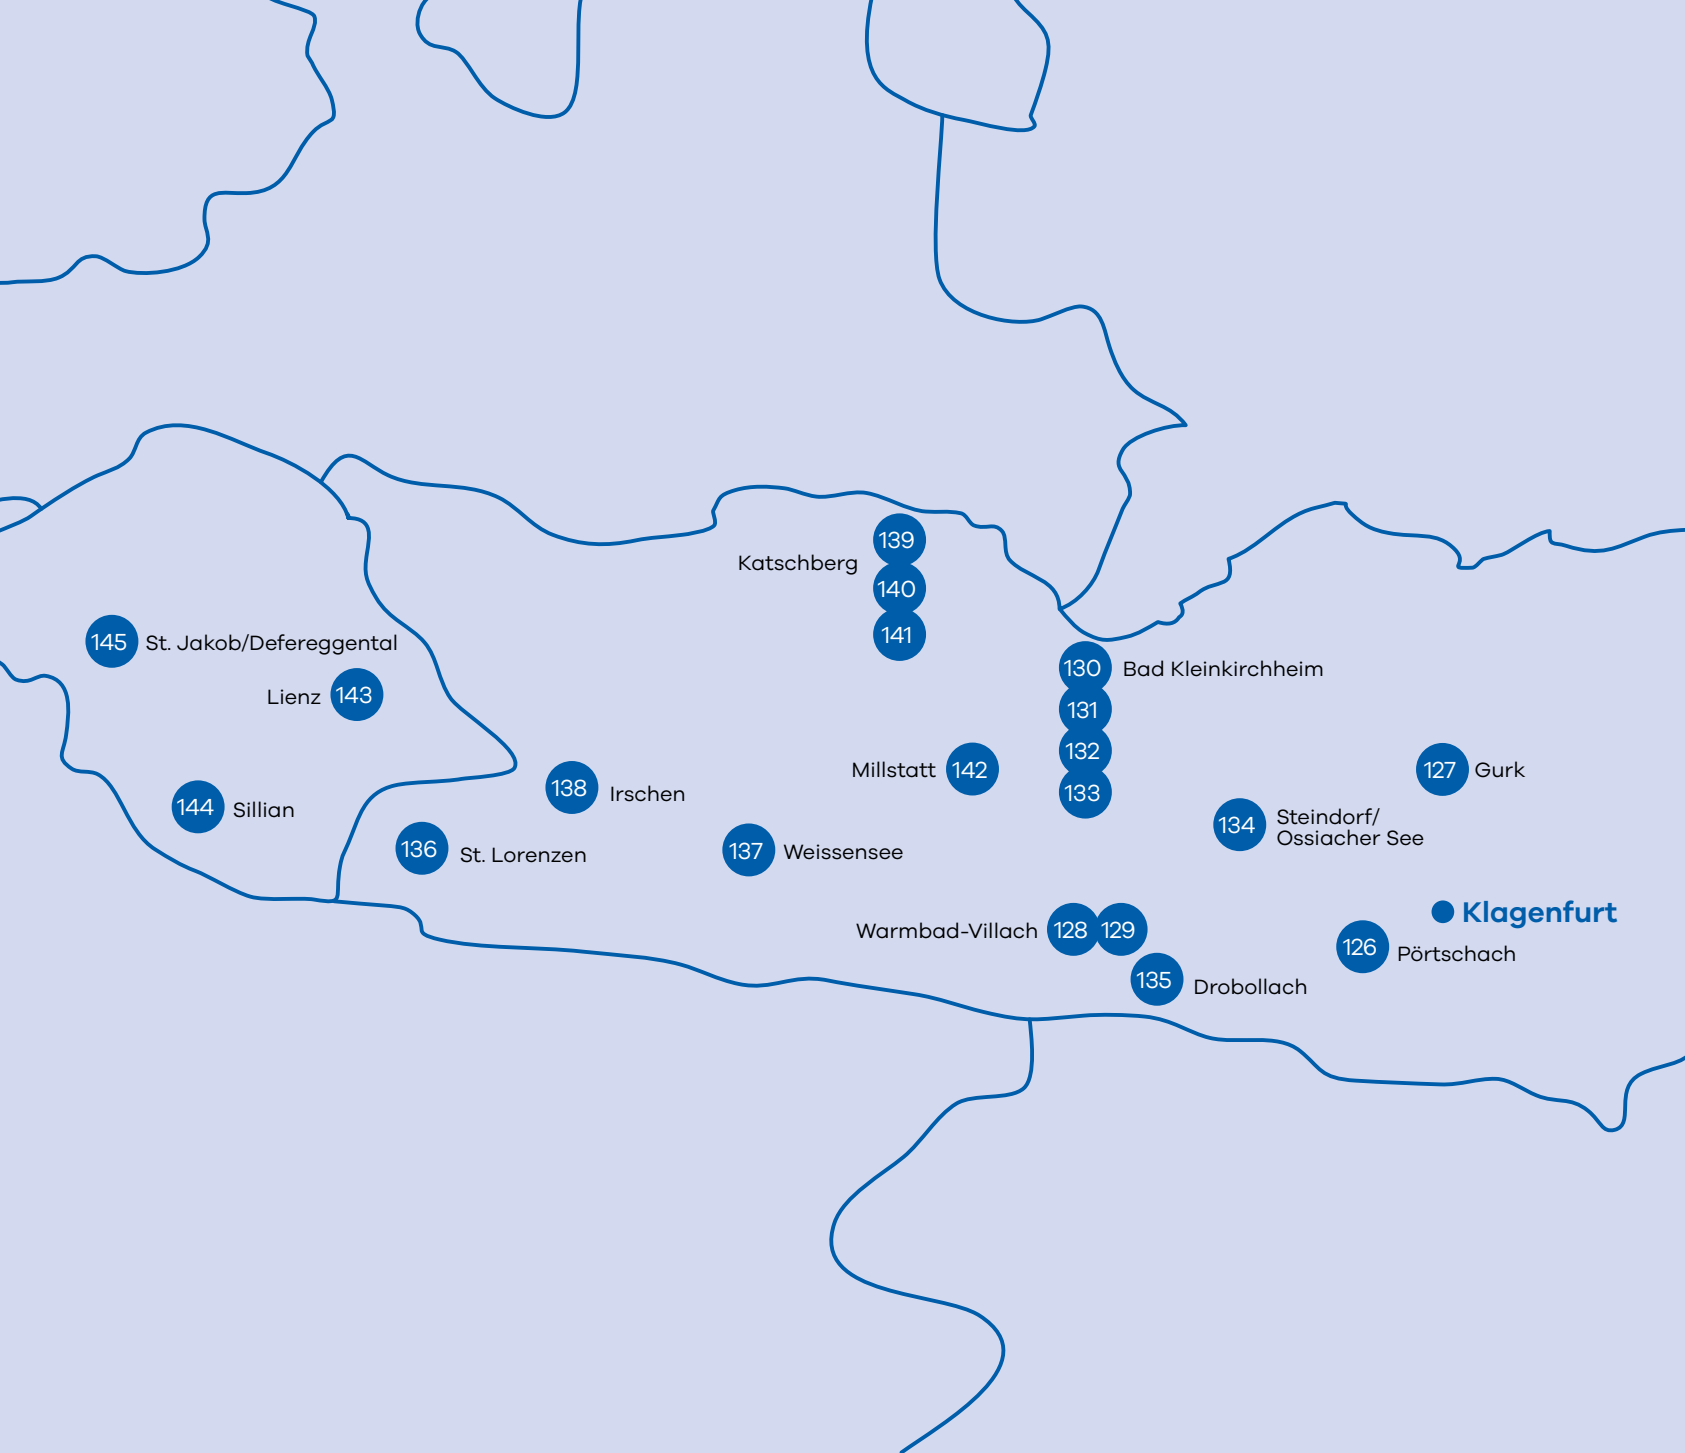 139
Katschberg
140
141
145 St. Jakob/Defereggental
Lienz 143
130 Bad Kleinkirchheim
131
132
133
Millstatt 142
127 Gurk
138 Irschen
144 Sillian
134 Steindorf/
Ossiacher See
136 St. Lorenzen
137 Weissensee
Klagenfurt
Warmbad-Villach 128 129
126 Pörtschach
135 Drobollach